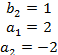 b₂ = 1
a₁ = 2
a₂ = −2